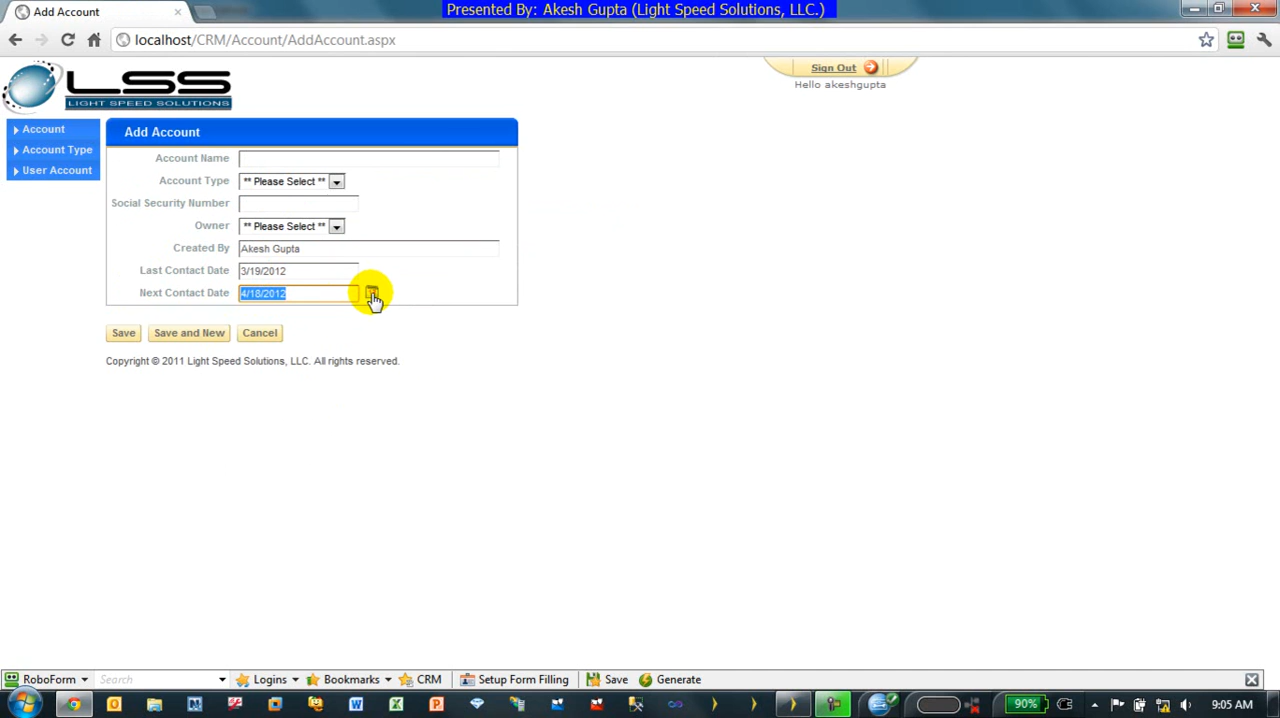 Add Account
Presented By: Akesh Gupta (Light Speed Solutions, LLC.)
localhost/CRM/Account/AddAccount.aspx
LSS
LIGHT SPEED SOLUTIONS
Sign Out
Hello akeshgupta
Account
Account Type
User Account
Add Account
Account Name
Account Type ** Please Select **
Social Security Number
Owner ** Please Select **
Created By Akesh Gupta
Last Contact Date 3/19/2012
Next Contact Date 4/18/2012
Save Save and New Cancel
Copyright © 2011 Light Speed Solutions, LLC. All rights reserved.
RoboForm Search Logins Bookmarks CRM Setup Form Filling Save Generate
90% 9:05 AM